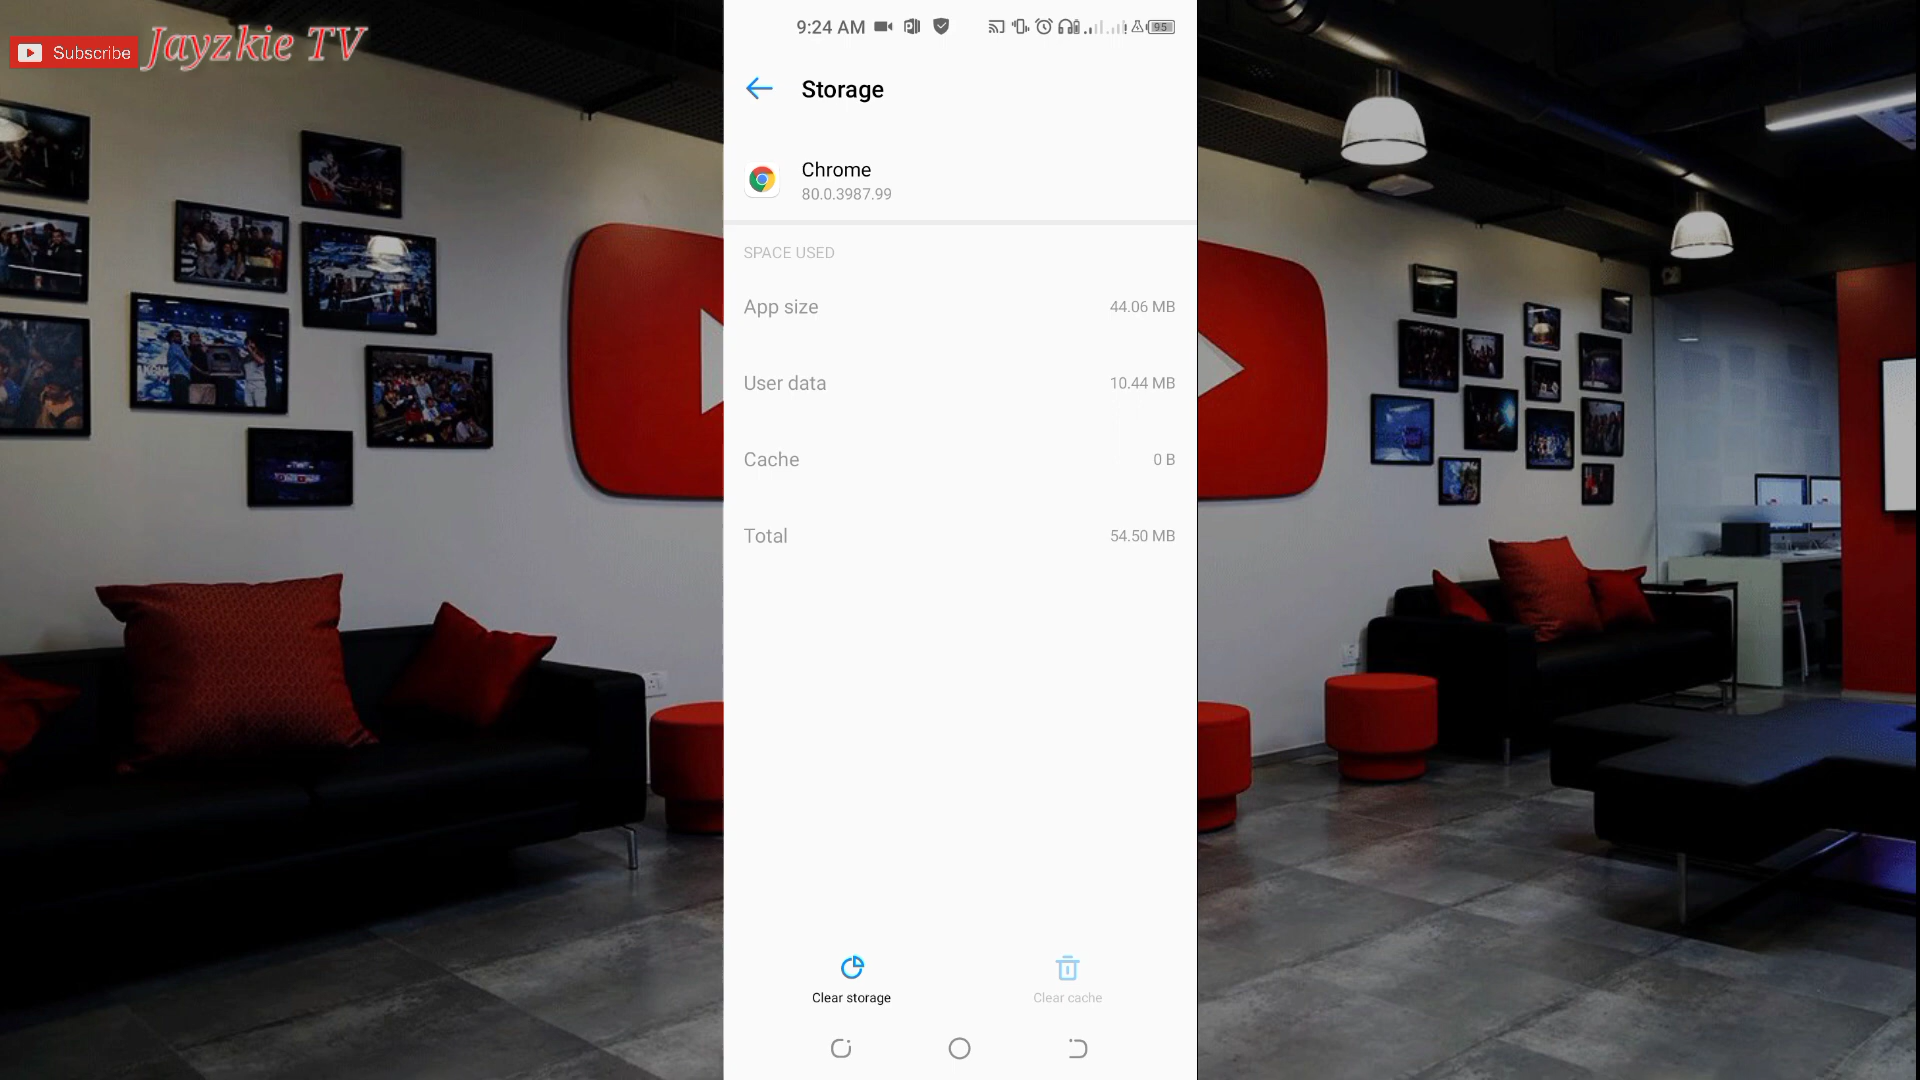 Subscribe Jayzkie TV
9:24 AM 95
Storage
Chrome
80.0.3987.99
SPACE USED
App size 44.06 MB
User data 10.44 MB
Cache 0 B
Total 54.50 MB
Clear storage Clear cache